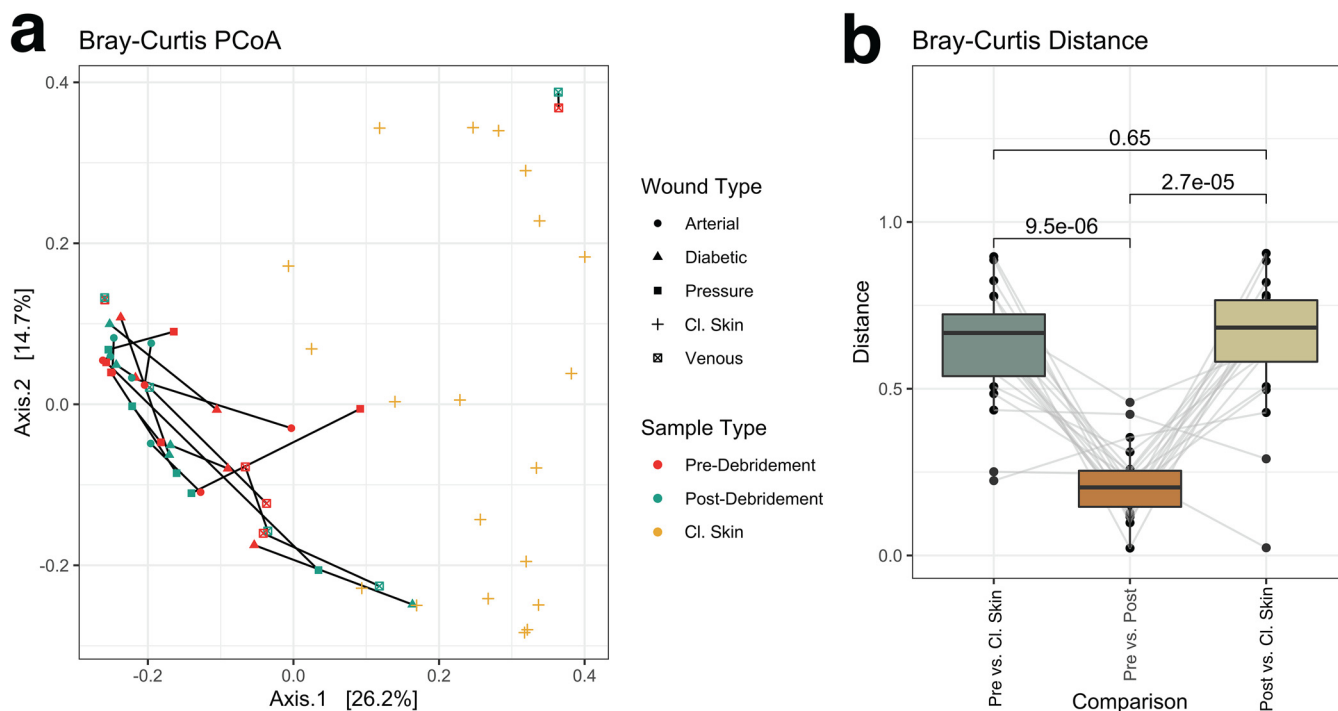 a
Bray-Curtis PCoA
0.4
0.2
0.0
-0.2
Axis.2 [14.7%]
-0.2
0.0
0.2
0.4
Axis.1 [26.2%]
Wound Type
Arterial
Diabetic
Pressure
Cl. Skin
Venous
Sample Type
Pre-Debridement
Post-Debridement
Cl. Skin
b
Bray-Curtis Distance
0.65
2.7e-05
9.5e-06
1.0
0.5
0.0
Distance
Pre vs. Cl. Skin
Pre vs. Post
Post vs. Cl. Skin
Comparison